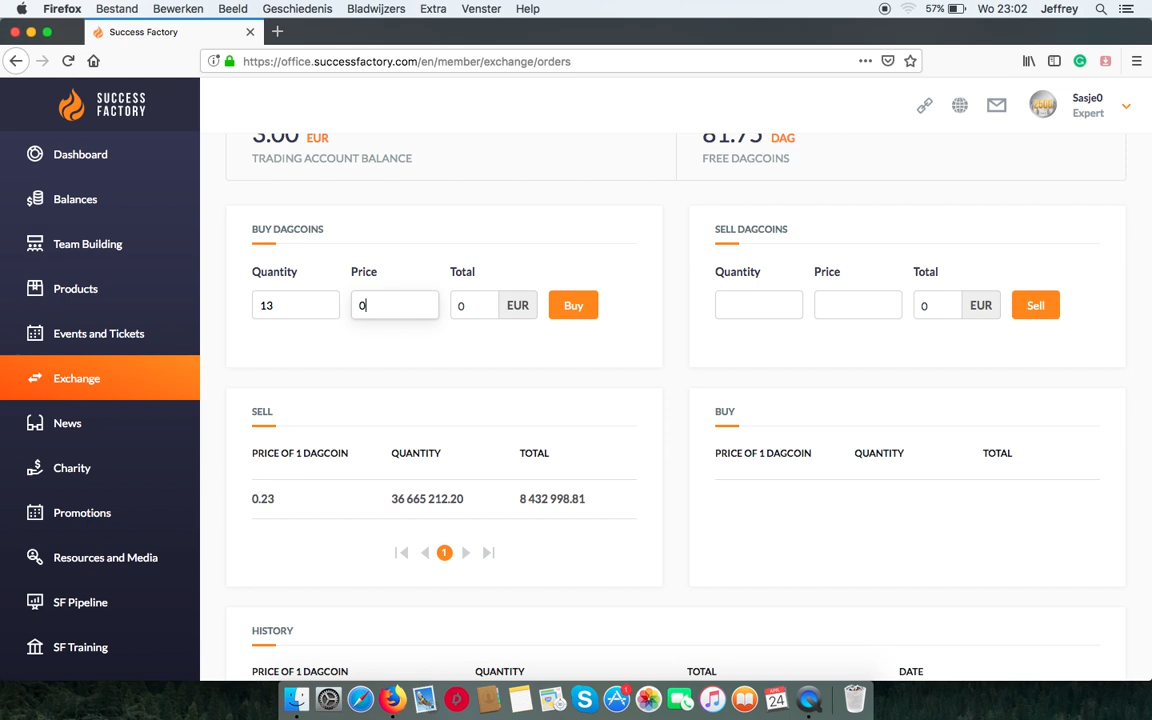 Firefox Bestand Bewerken Beeld Geschiedenis Bladwijzers Extra Venster Help 57% Wo 23:02 Jeffrey
Success Factory
https://office.successfactory.com/en/member/exchange/orders
SUCCESS
FACTORY
Sasje0
Expert
Dashboard
Balances
Team Building
Products
Events and Tickets
Exchange
News
Charity
Promotions
Resources and Media
SF Pipeline
SF Training
3.00 EUR
TRADING ACCOUNT BALANCE
81.75 DAG
FREE DAGCOINS
BUY DAGCOINS
Quantity Price Total
13 0 0 EUR Buy
SELL DAGCOINS
Quantity Price Total
0 EUR Sell
SELL
PRICE OF 1 DAGCOIN QUANTITY TOTAL
0.23 36 665 212.20 8 432 998.81
1
BUY
PRICE OF 1 DAGCOIN QUANTITY TOTAL
HISTORY
PRICE OF 1 DAGCOIN QUANTITY TOTAL DATE
24